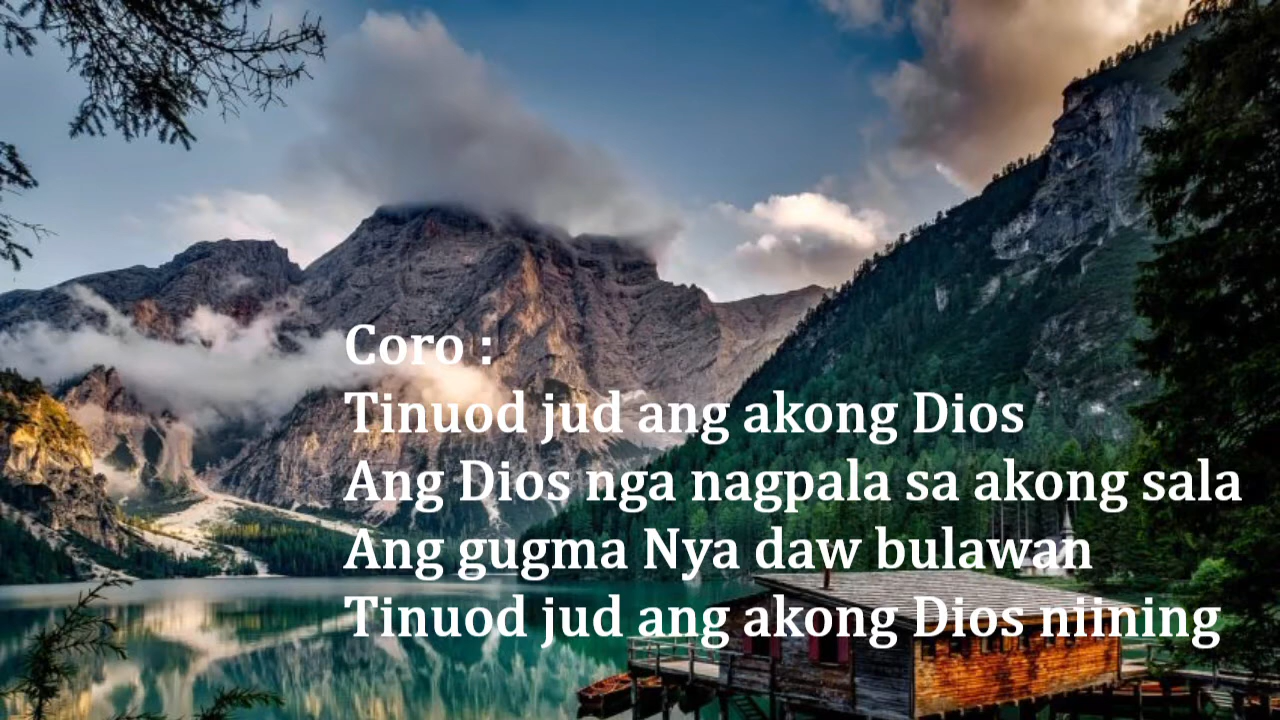 Coro :
Tinuod jud ang akong Dios
Ang Dios nga nagpala sa akong sala
Ang gugma Nya daw bulawan
Tinuod jud ang akong Dios niining